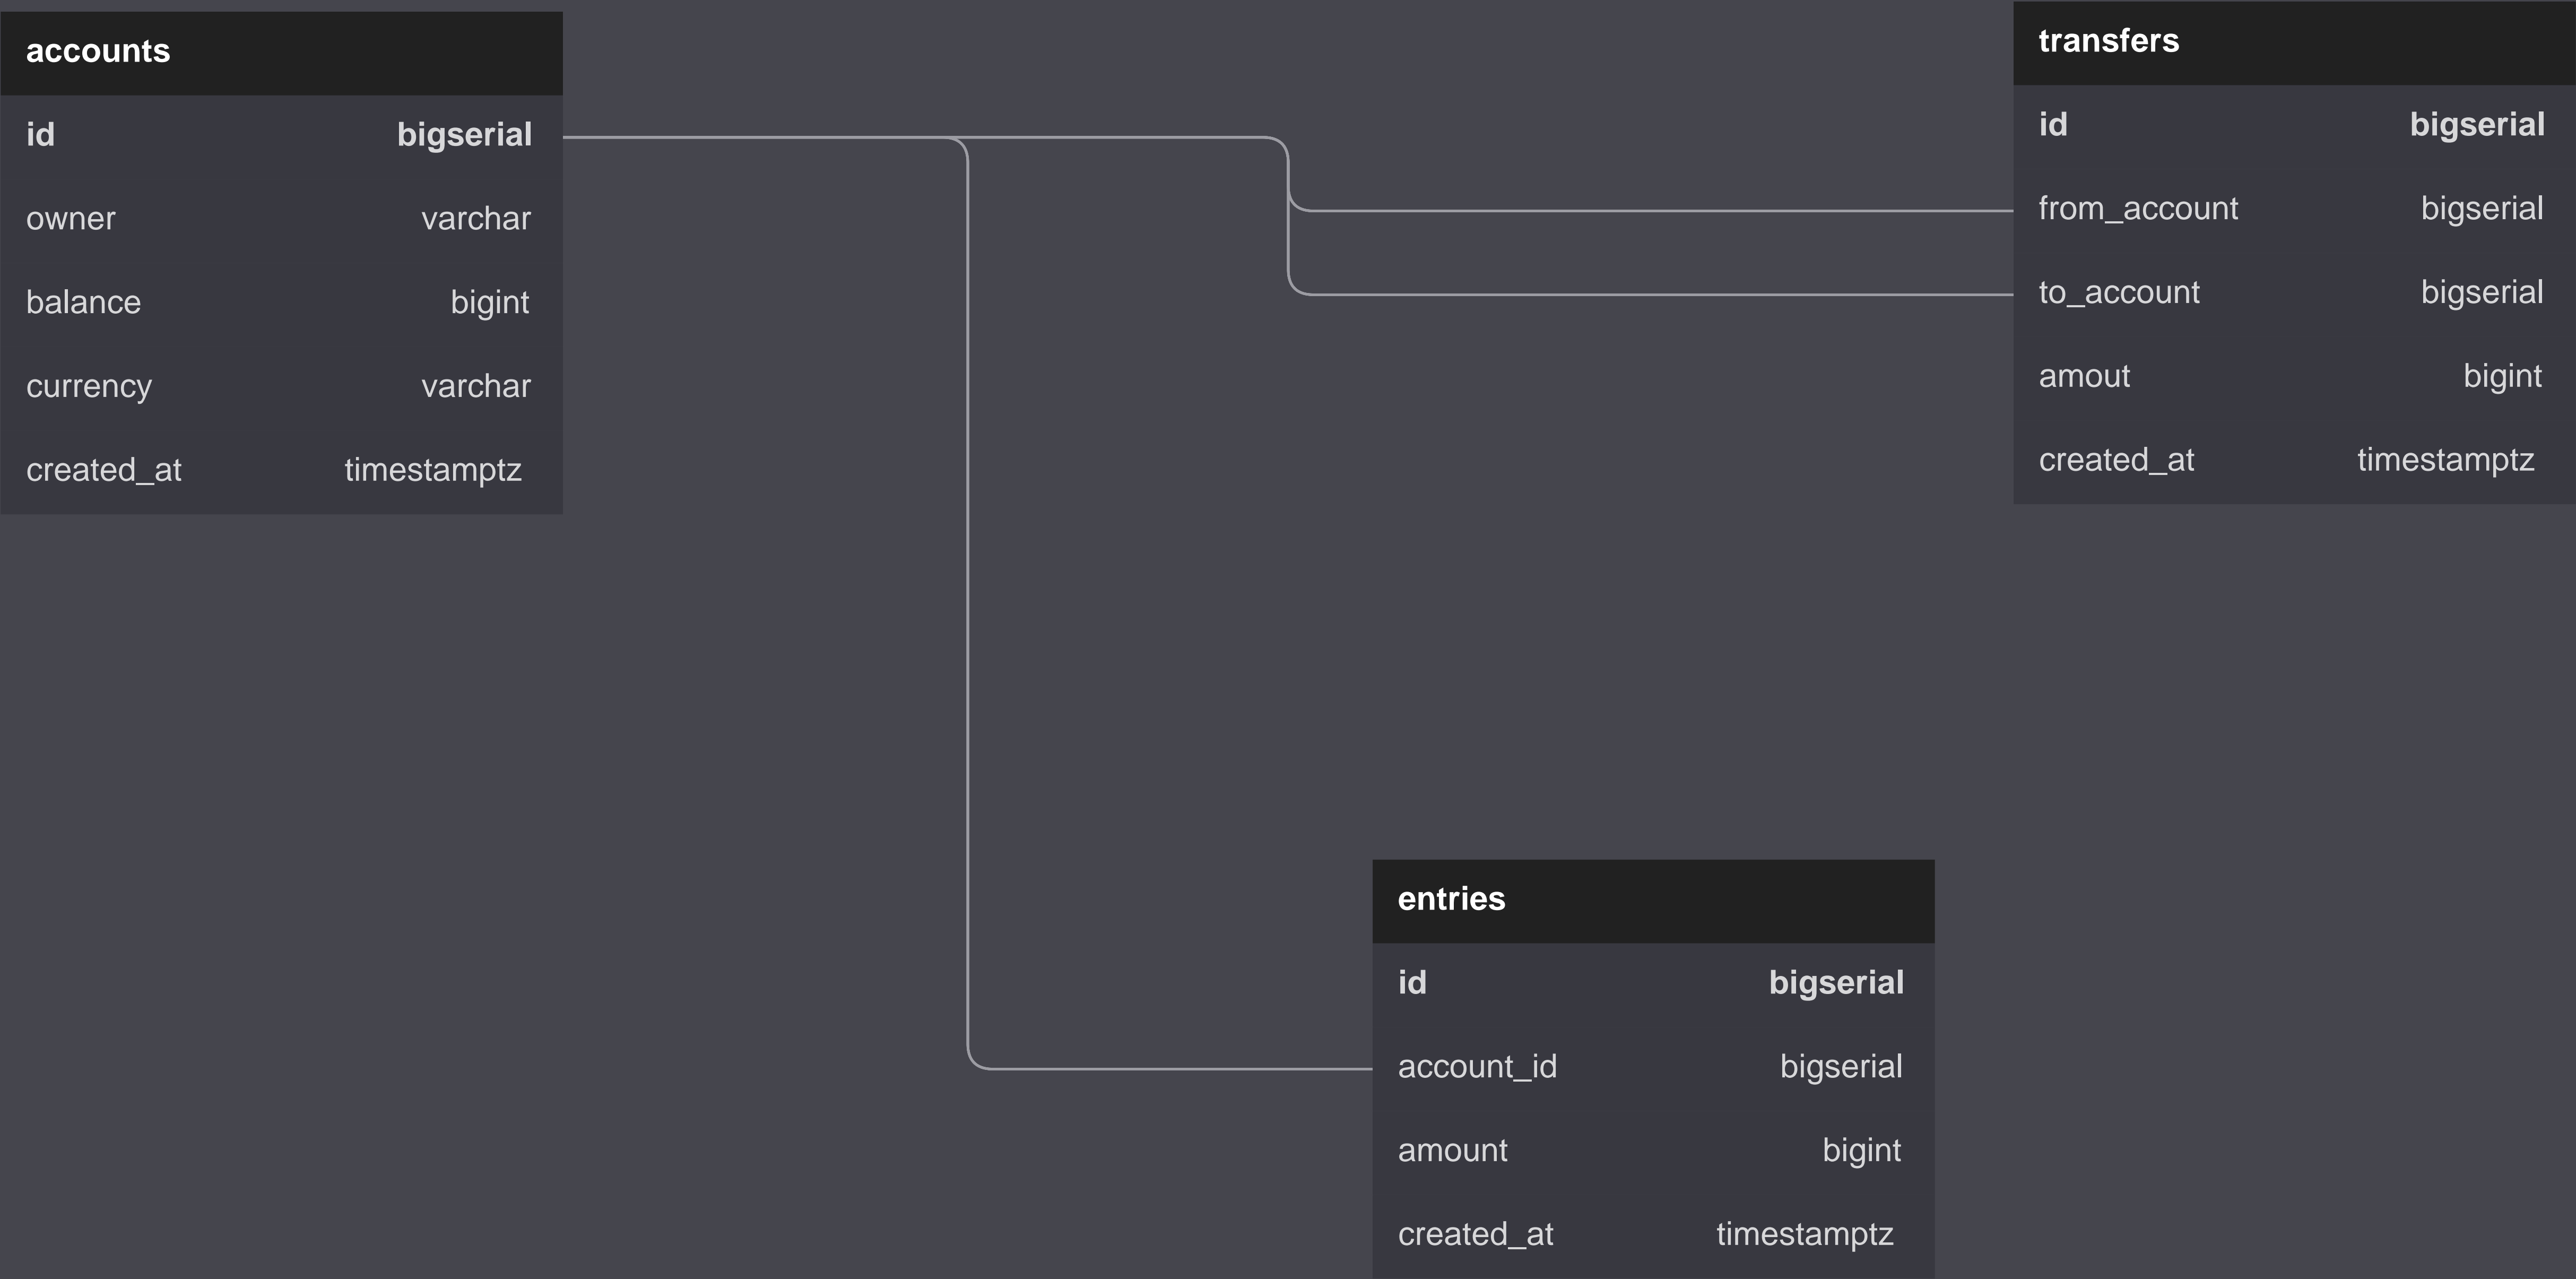 accounts
id bigserial
owner varchar
balance bigint
currency varchar
created_at timestamptz
transfers
id bigserial
from_account bigserial
to_account bigserial
amout bigint
created_at timestamptz
entries
id bigserial
account_id bigserial
amount bigint
created_at timestamptz